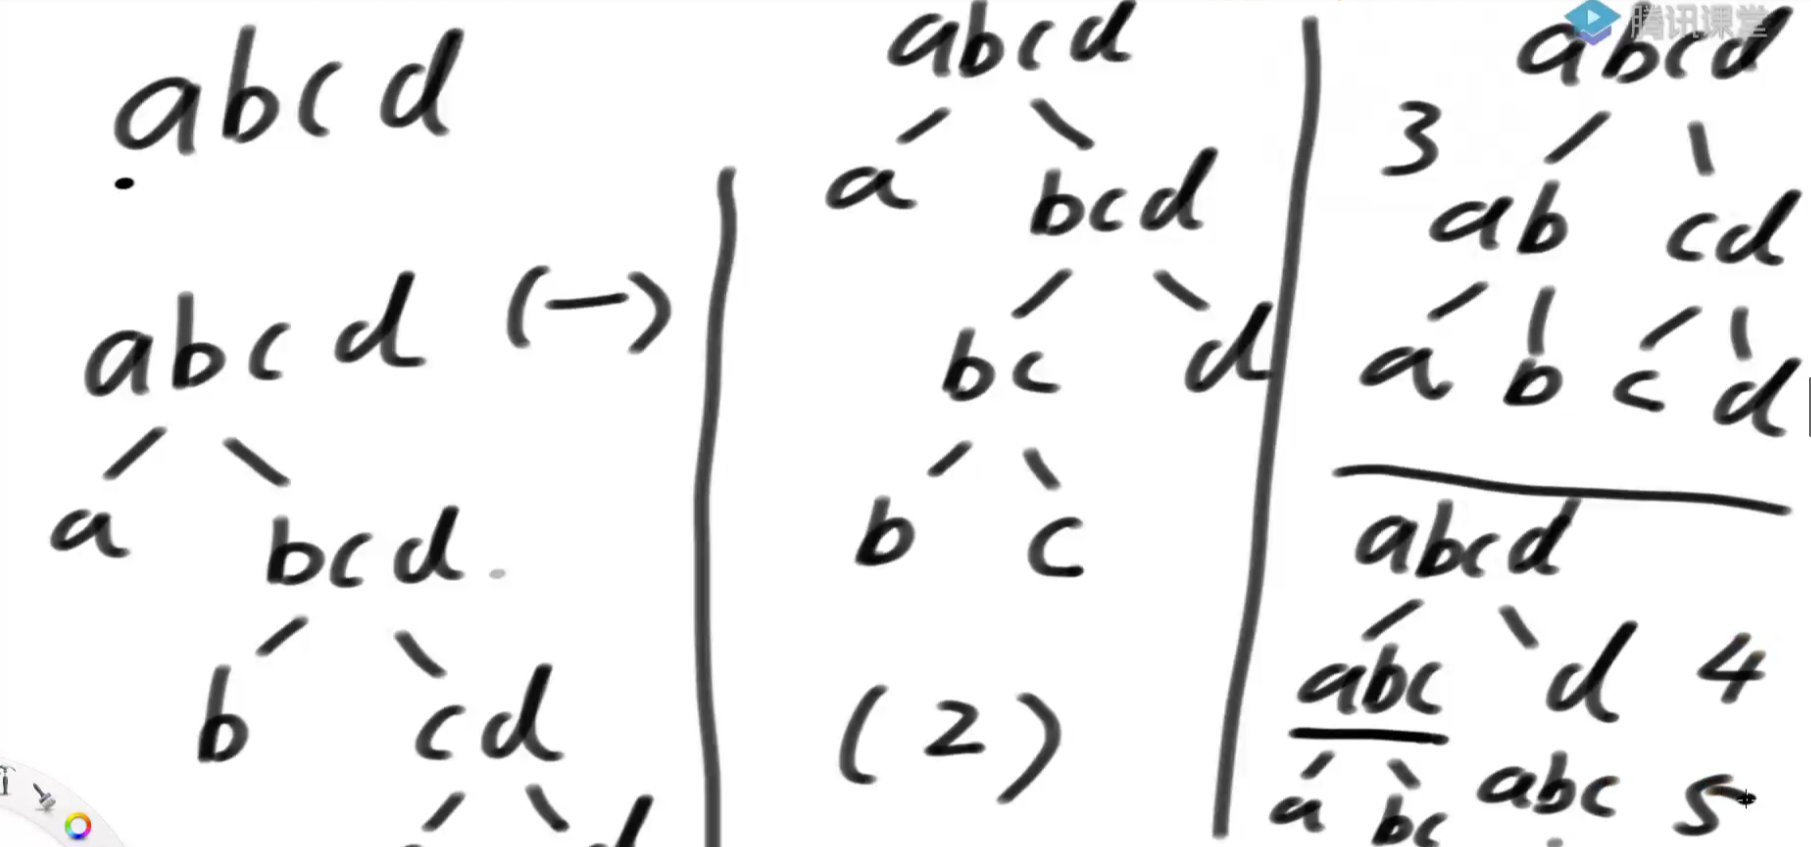 abcd
abcd (一)
a bcd
b cd
d
abcd
a bcd
bc d
b c
(2)
腾讯课堂
abcd
3
ab cd
a b c d
abcd
abc d 4
a bc abc 5